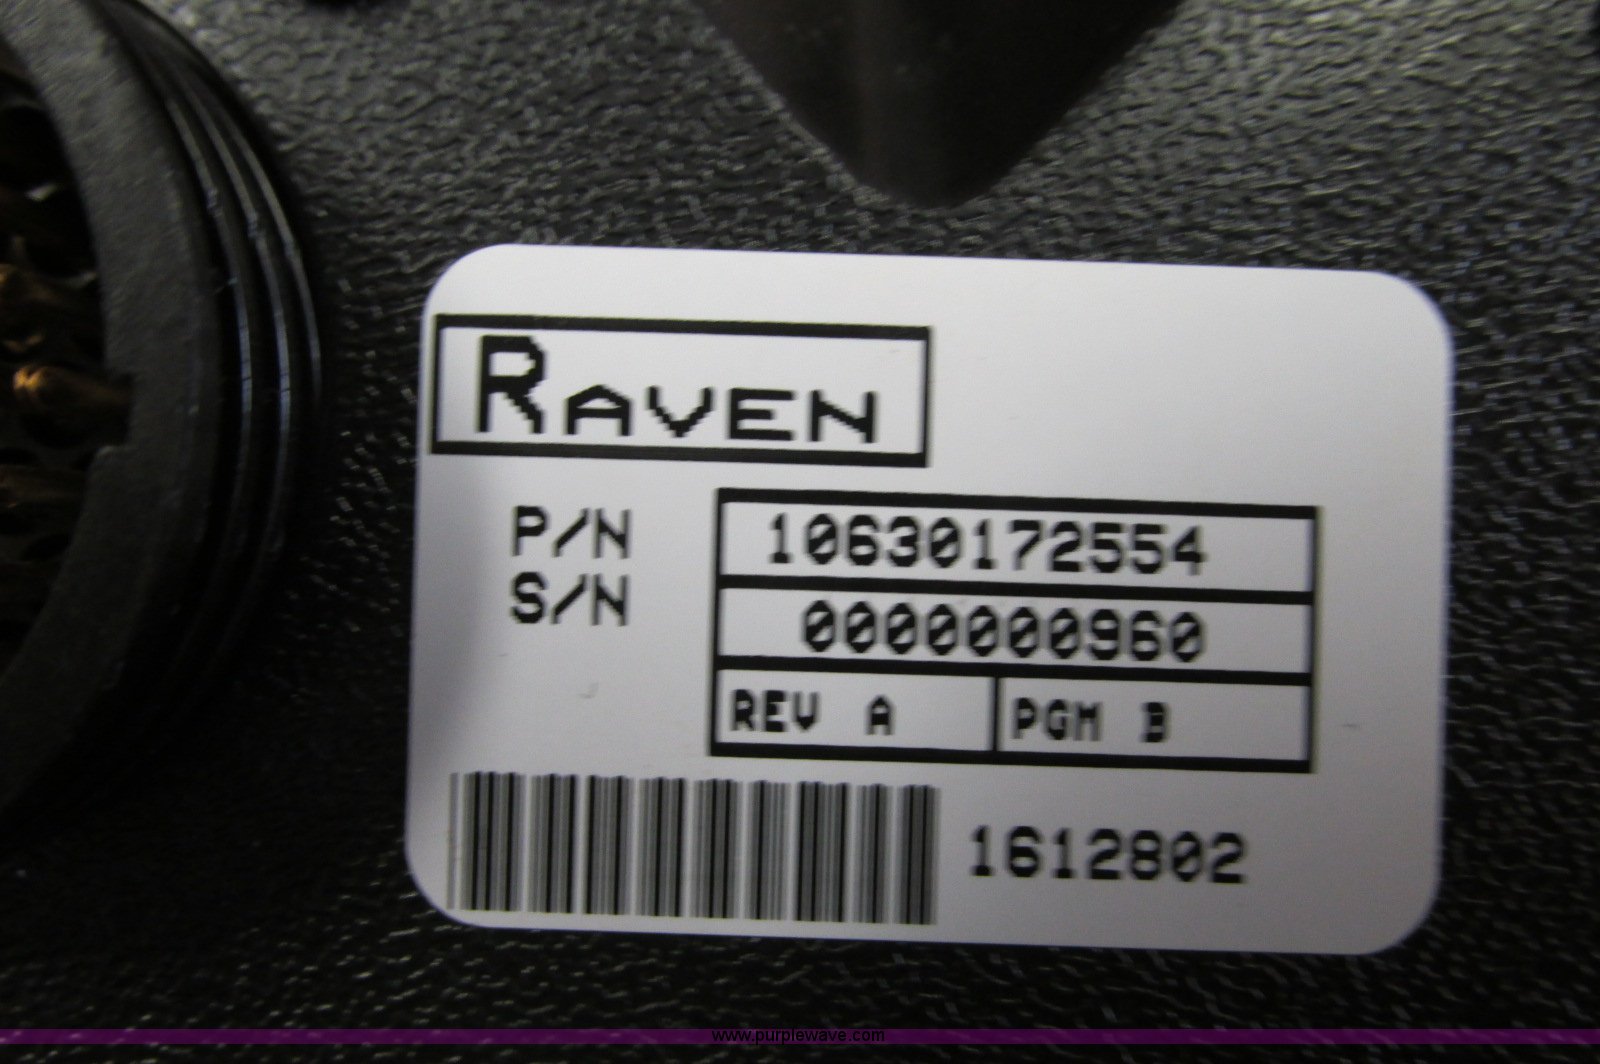 RAVEN
P/N 10630172554
S/N 0000000960
REV A PGM B
1612802
www.purplewave.com